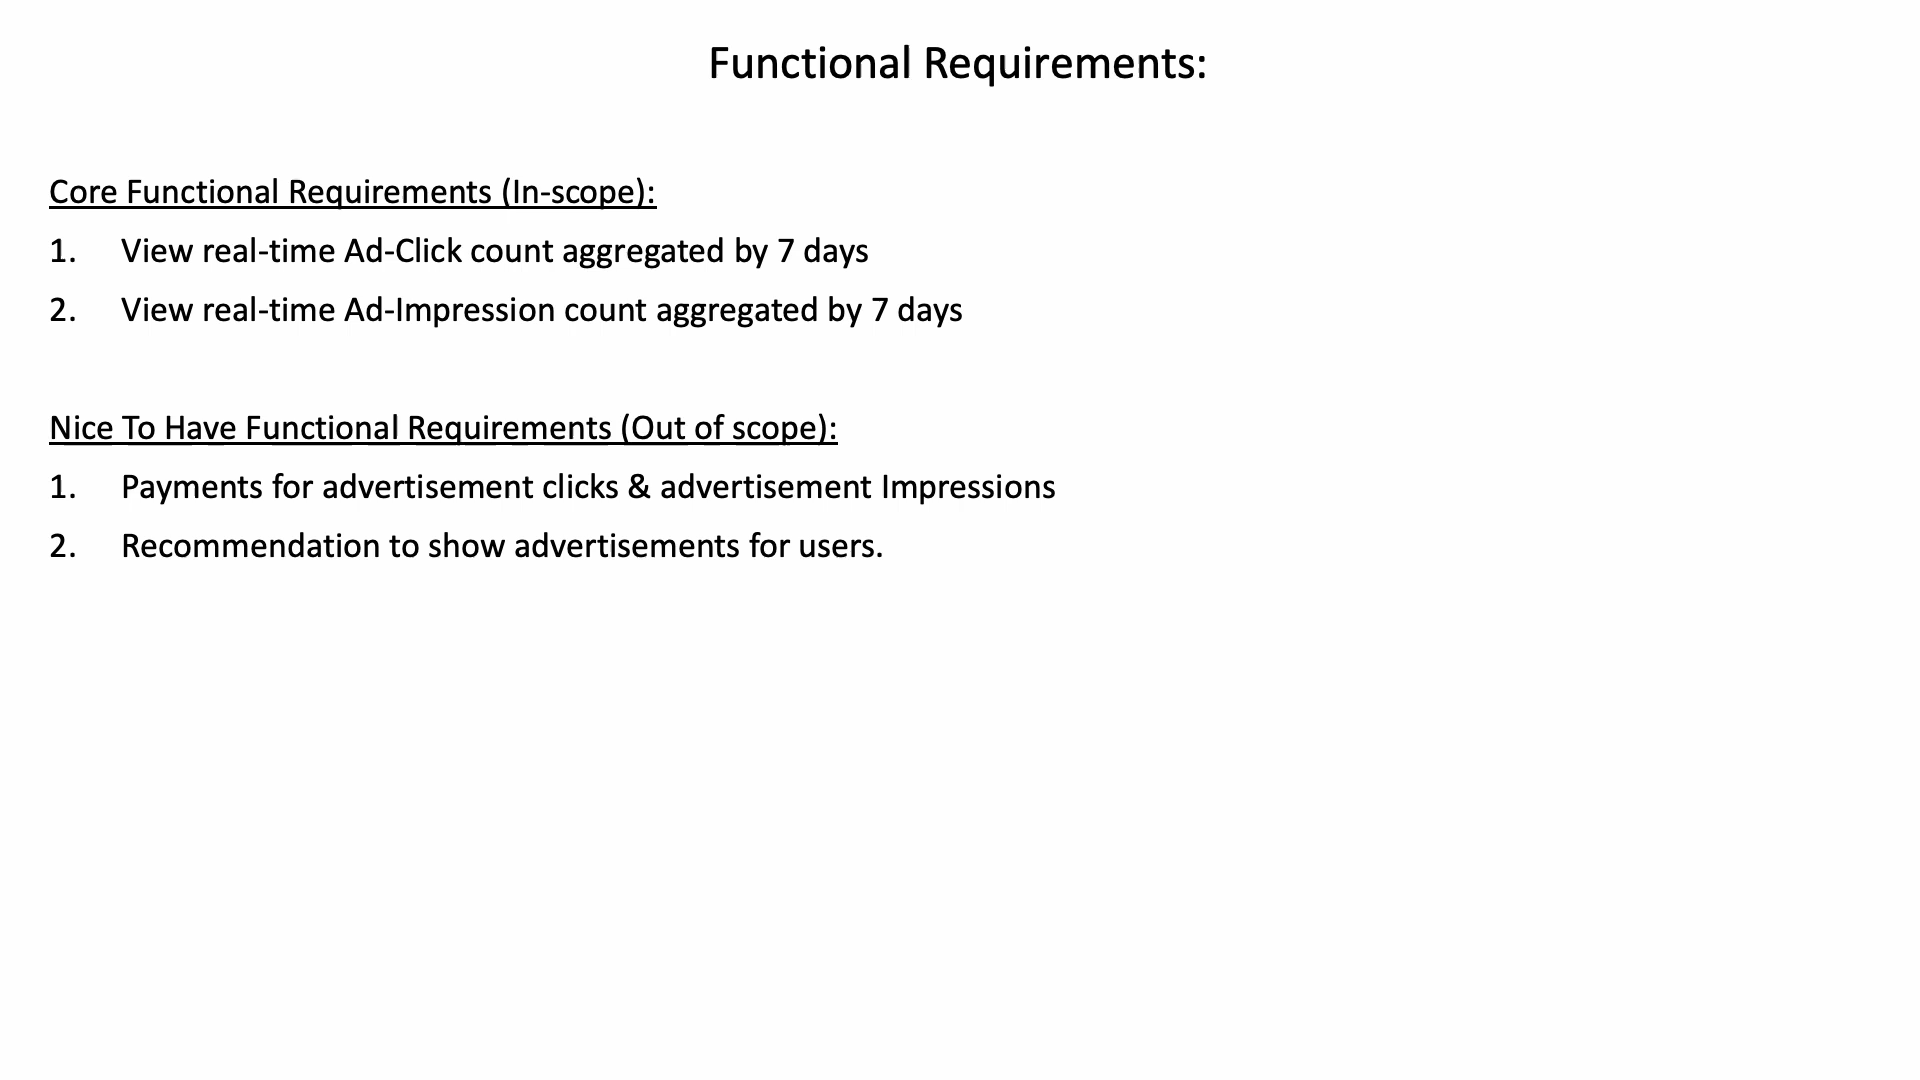 Functional Requirements:
Core Functional Requirements (In-scope):
1. View real-time Ad-Click count aggregated by 7 days
2. View real-time Ad-Impression count aggregated by 7 days
Nice To Have Functional Requirements (Out of scope):
1. Payments for advertisement clicks & advertisement Impressions
2. Recommendation to show advertisements for users.